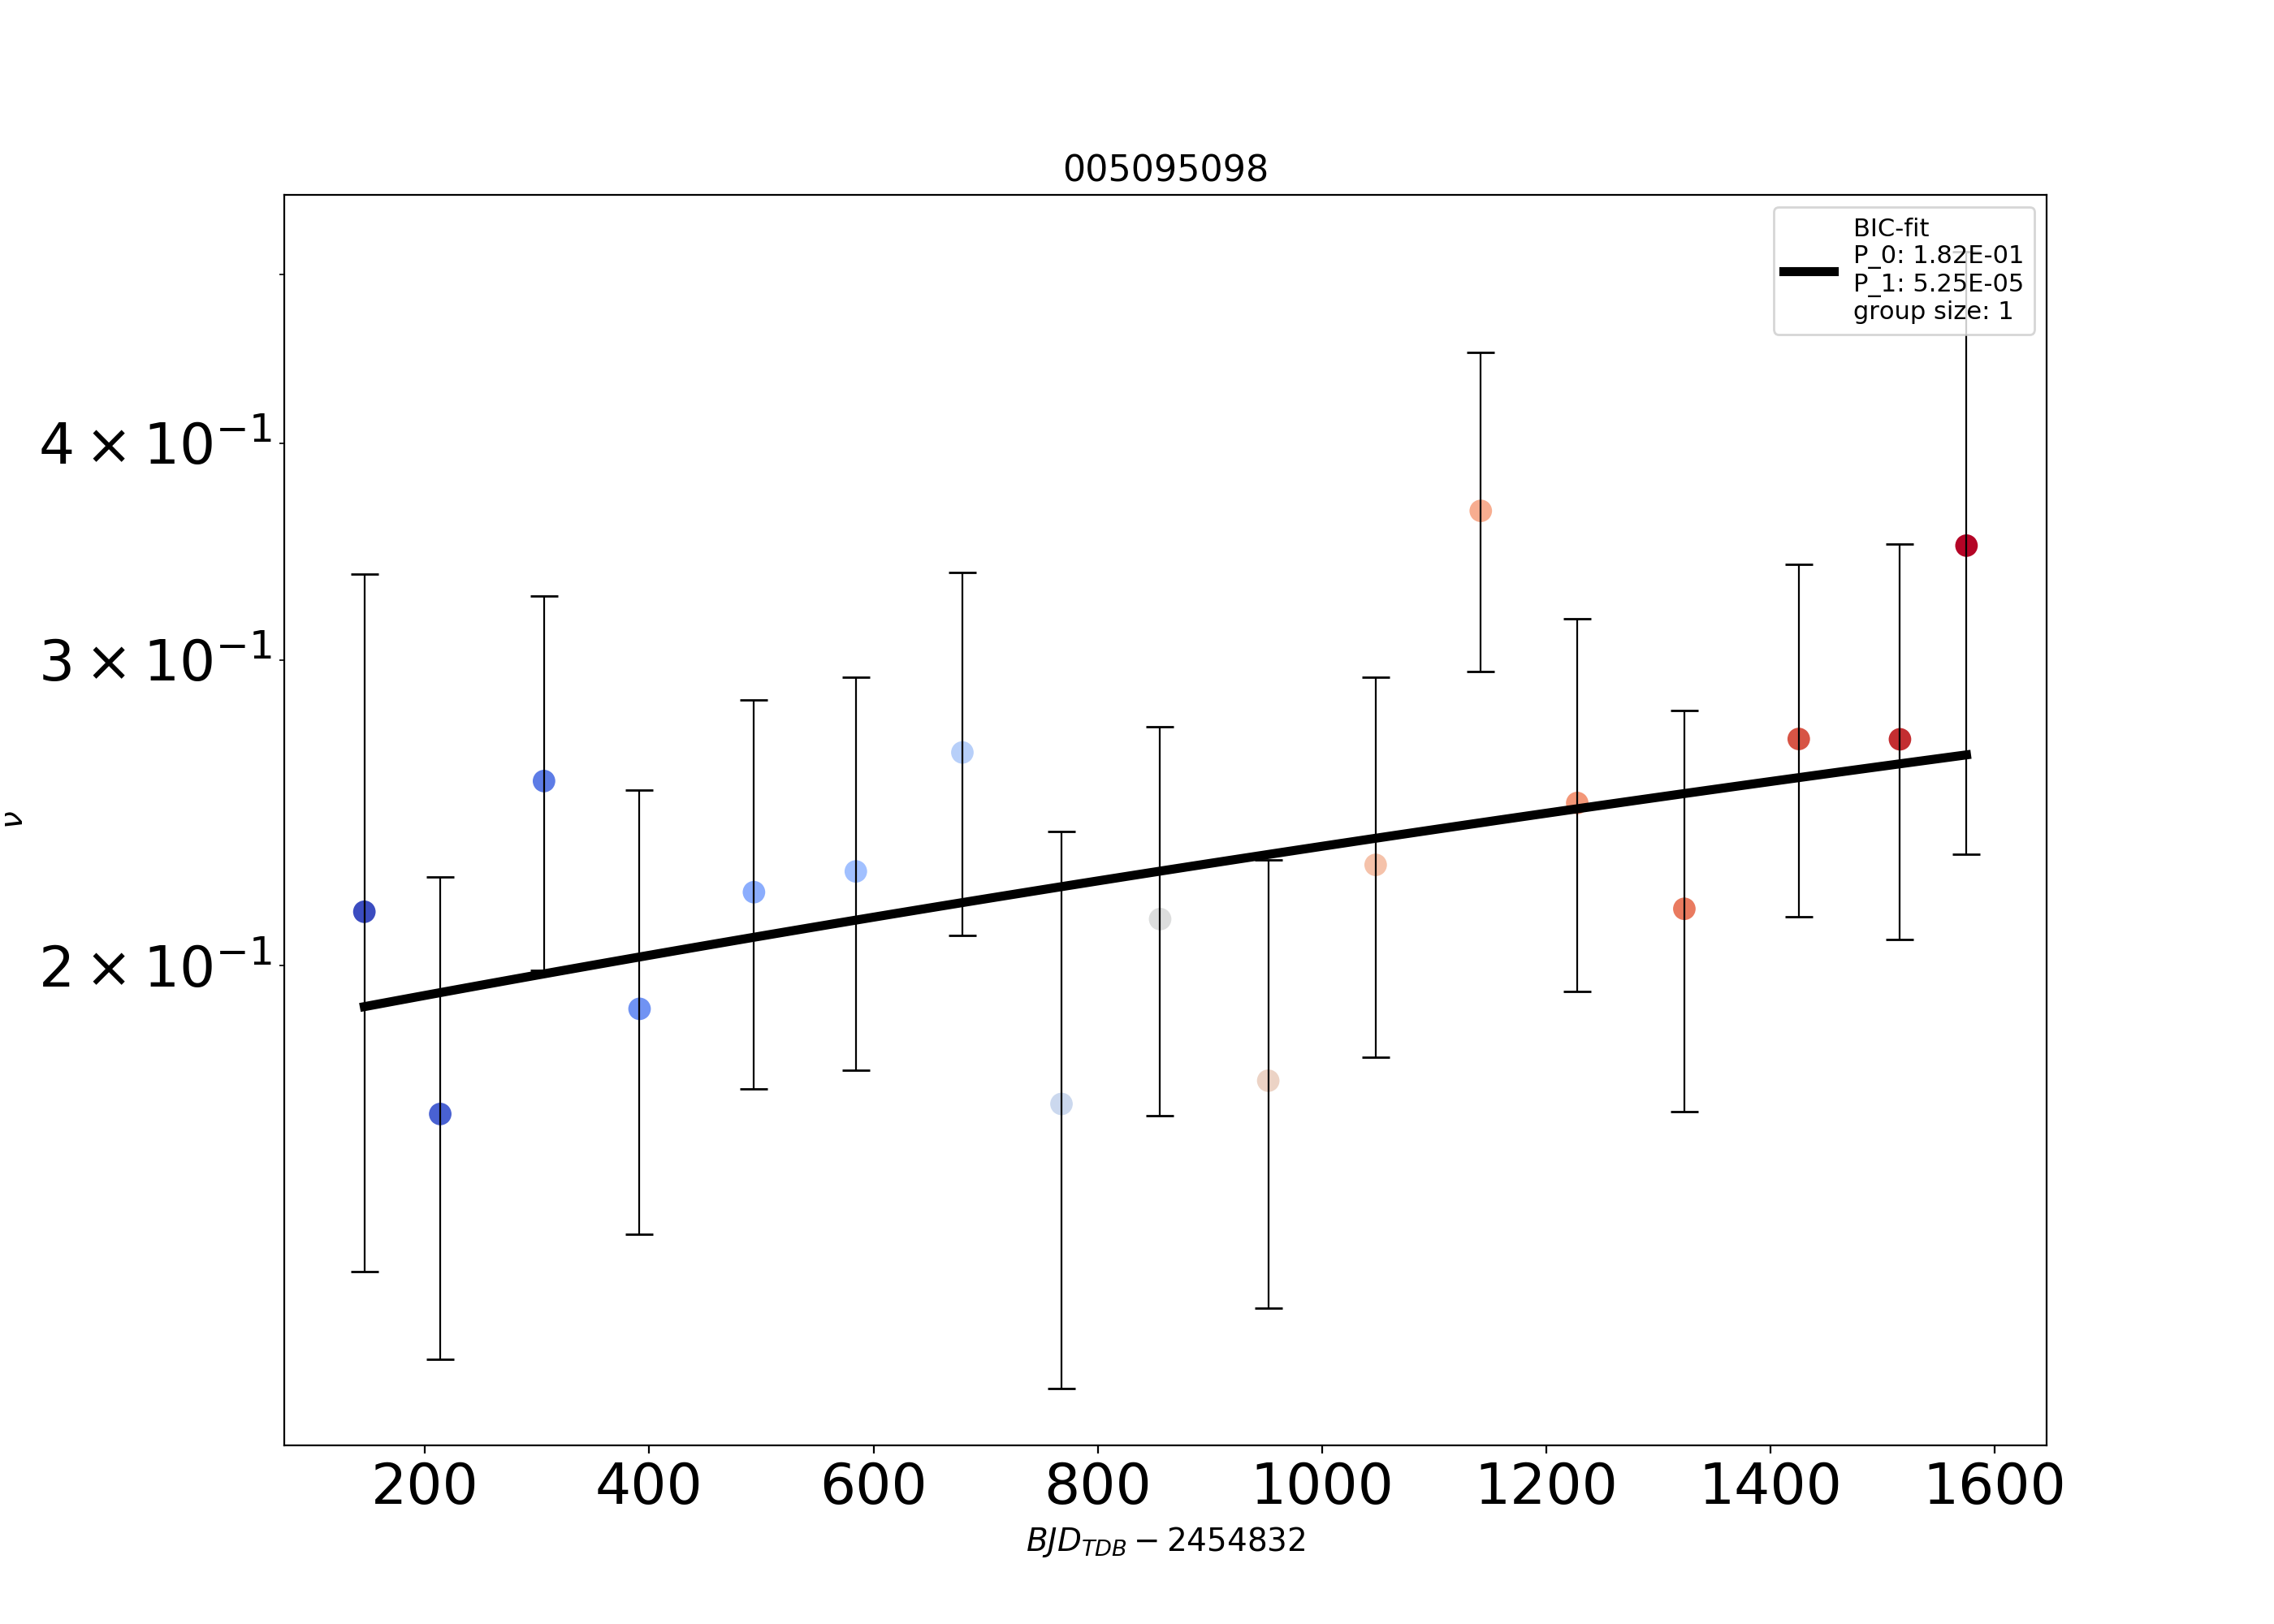 005095098
BIC-fit
P_0: 1.82E-01
P_1: 5.25E-05
group size: 1
4 × 10⁻¹
3 × 10⁻¹
2 × 10⁻¹
ν
200 400 600 800 1000 1200 1400 1600
BJD_TDB − 2454832